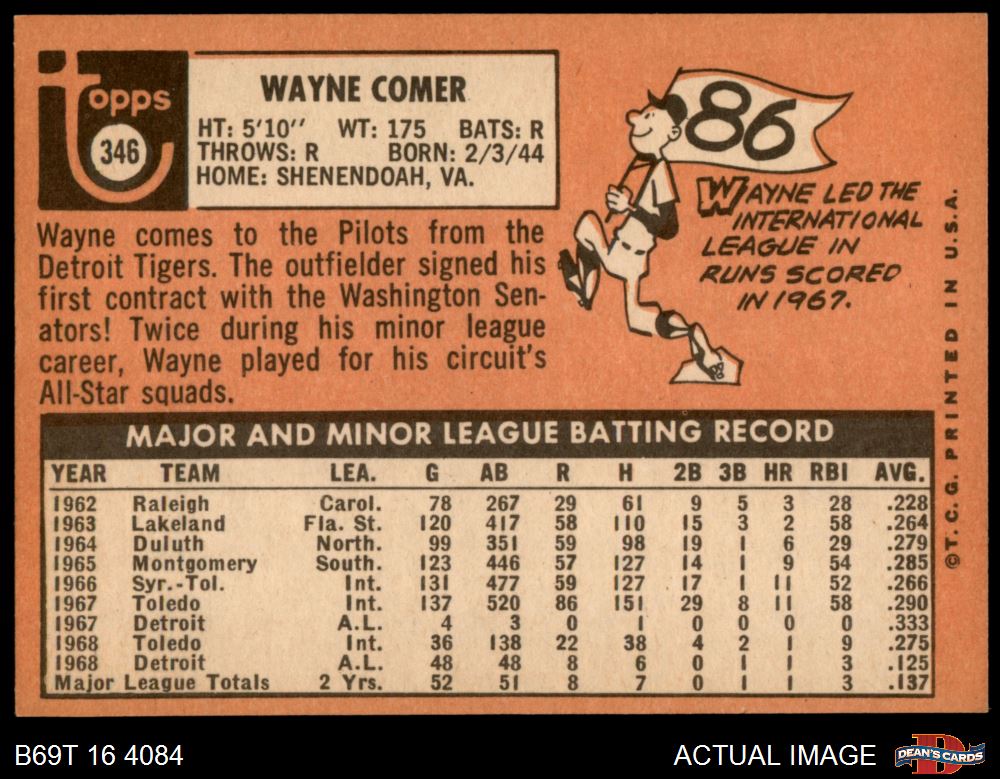 Topps
346
WAYNE COMER
HT: 5'10" WT: 175 BATS: R
THROWS: R BORN: 2/3/44
HOME: SHENENDOAH, VA.
86
WAYNE LED THE
INTERNATIONAL
LEAGUE IN
RUNS SCORED
IN 1967.
Wayne comes to the Pilots from the
Detroit Tigers. The outfielder signed his
first contract with the Washington Sen-
ators! Twice during his minor league
career, Wayne played for his circuit's
All-Star squads.
MAJOR AND MINOR LEAGUE BATTING RECORD
YEAR TEAM LEA. G AB R H 2B 3B HR RBI AVG.
1962 Raleigh Carol. 78 267 29 61 9 5 3 28 .228
1963 Lakeland Fla. St. 120 417 58 110 15 3 2 58 .264
1964 Duluth North. 99 351 59 98 19 1 6 29 .279
1965 Montgomery South. 123 446 57 127 14 1 9 54 .285
1966 Syr.-Tol. Int. 131 477 59 127 17 1 11 52 .266
1967 Toledo Int. 137 520 86 151 29 8 11 58 .290
1967 Detroit A.L. 4 3 0 1 0 0 0 0 .333
1968 Toledo Int. 36 138 22 38 4 2 1 9 .275
1968 Detroit A.L. 48 48 8 6 0 1 1 3 .125
Major League Totals 2 Yrs. 52 51 8 7 0 1 1 3 .137
©T.C.G. PRINTED IN U.S.A.
B69T 16 4084
ACTUAL IMAGE
DEAN'S CARDS